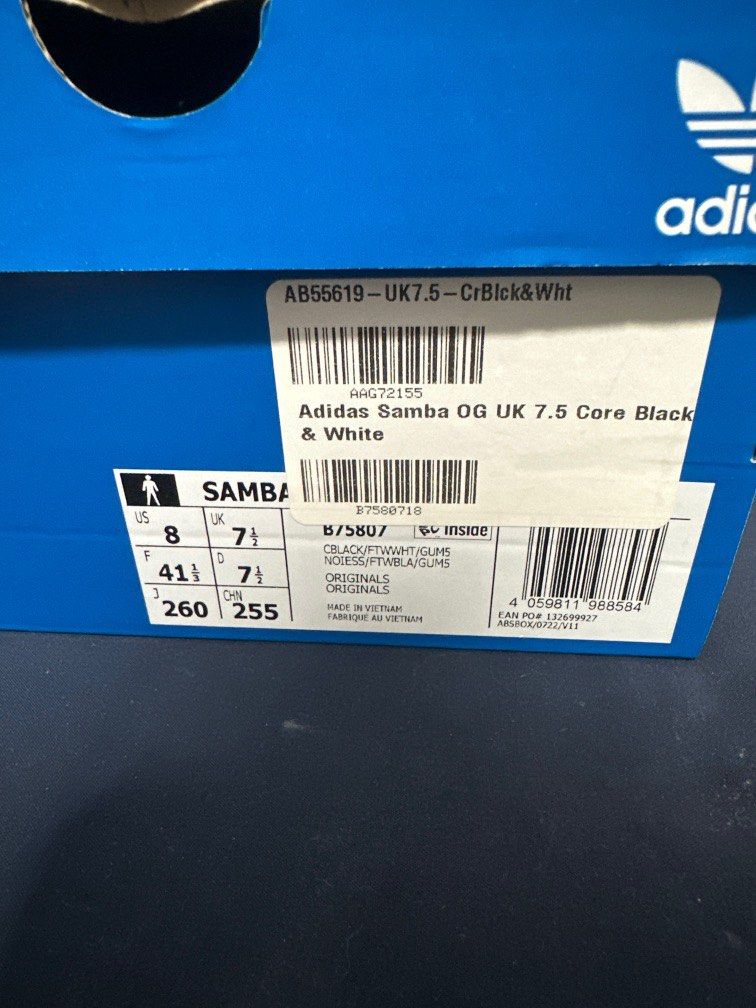 adi
AB55619-UK7.5-CrBlck&Wht
AAG72155
Adidas Samba OG UK 7.5 Core Black
& White
B7580718
SAMBA
US 8 UK 7½
F 41⅓ D 7½
J 260 CHN 255
B75807 inside
CBLACK/FTWWHT/GUM5
NOIESS/FTWBLA/GUM5
ORIGINALS
ORIGINALS
MADE IN VIETNAM
FABRIQUÉ AU VIETNAM
4 059811 988584
EAN PO# 132699927
ABSBOX/0722/V11